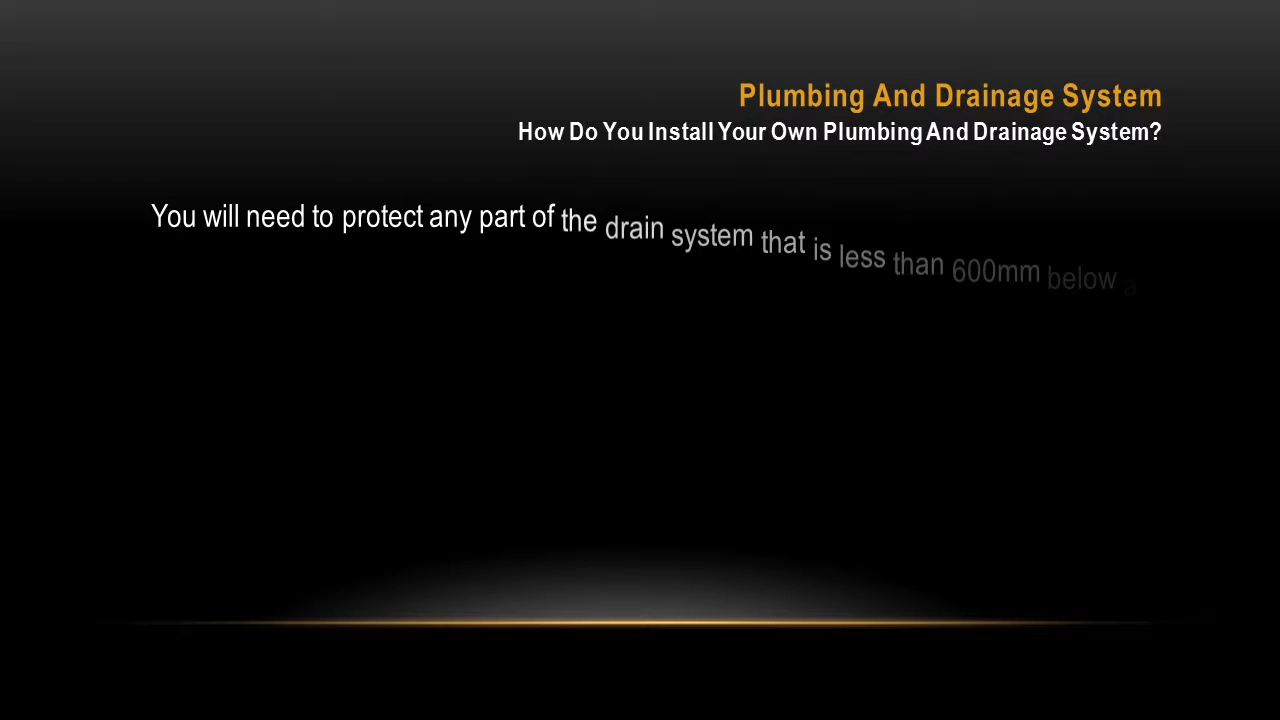 Plumbing And Drainage System
How Do You Install Your Own Plumbing And Drainage System?
You will need to protect any part of the drain system that is less than 600mm below a